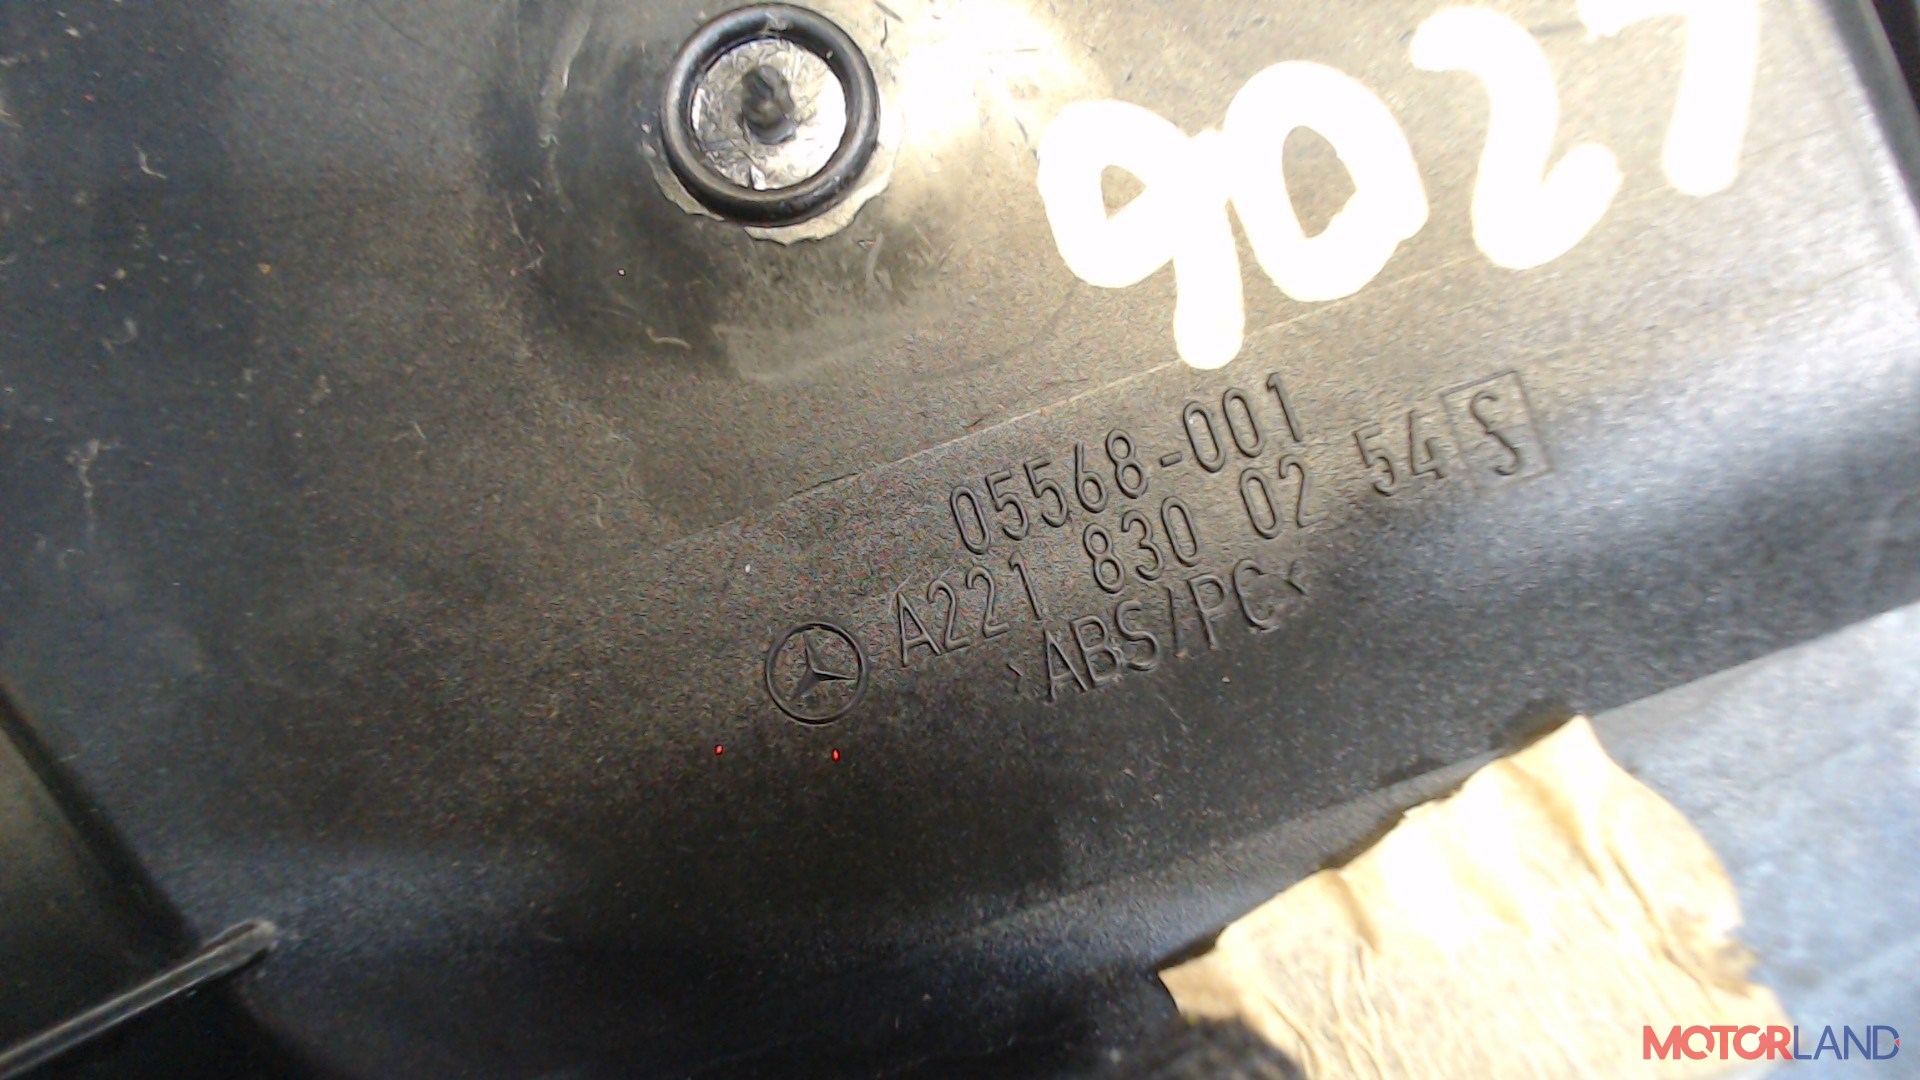 9027
05568-001
A221 830 02 54 S
>ABS/PC<
MOTORLAND